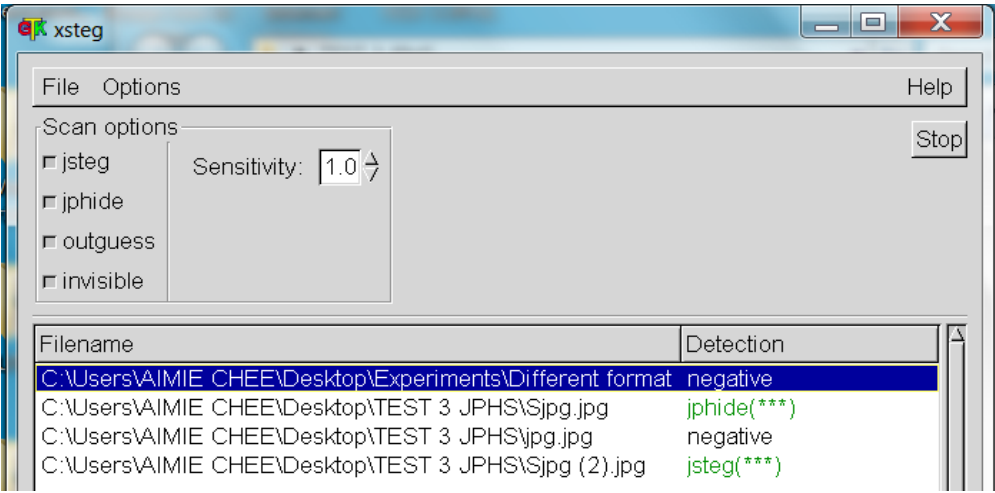 GTK xsteg
File Options Help
Scan options
Stop
jsteg
Sensitivity: 1.0
jphide
outguess
invisible
Filename Detection
C:\Users\AIMIE CHEE\Desktop\Experiments\Different format negative
C:\Users\AIMIE CHEE\Desktop\TEST 3 JPHS\Sjpg.jpg jphide(***)
C:\Users\AIMIE CHEE\Desktop\TEST 3 JPHS\jpg.jpg negative
C:\Users\AIMIE CHEE\Desktop\TEST 3 JPHS\Sjpg (2).jpg jsteg(***)